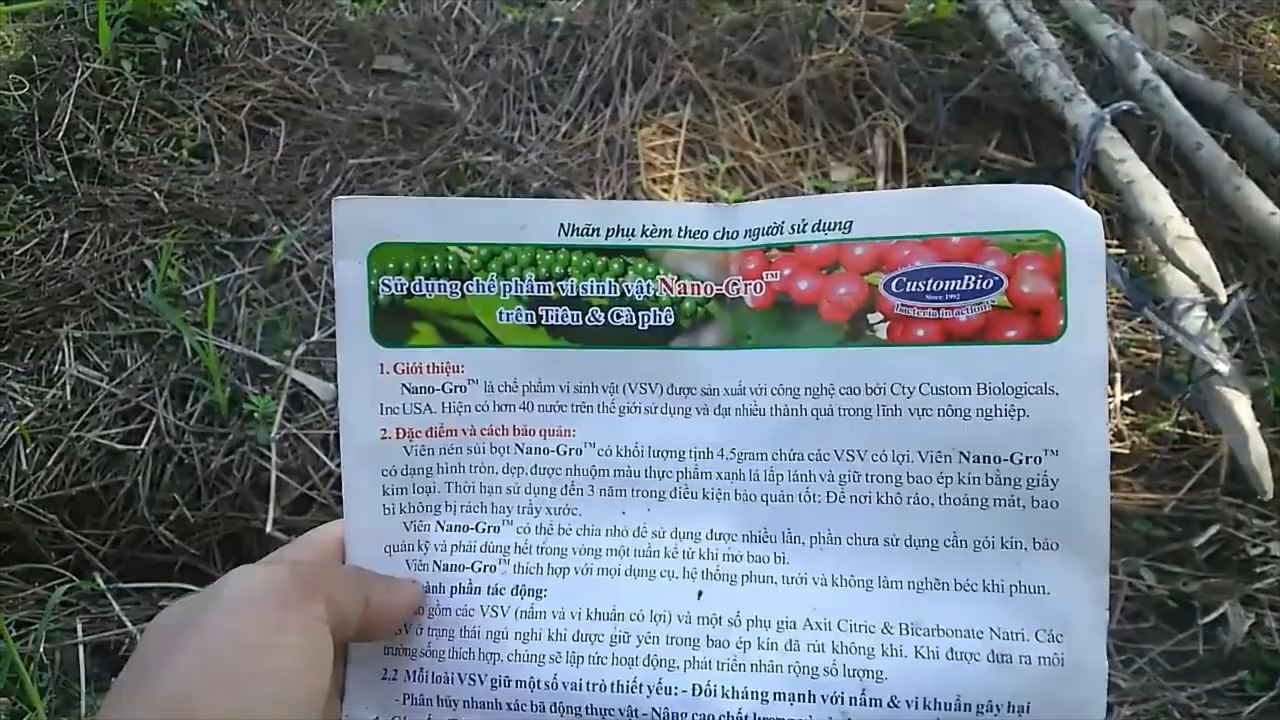 Nhãn phụ kèm theo cho người sử dụng
Sử dụng chế phẩm vi sinh vật Nano-Gro™
trên Tiêu & Cà phê
CustomBio
Since 1992
bacteria in action!
1. Giới thiệu:
Nano-Gro™ là chế phẩm vi sinh vật (VSV) được sản xuất với công nghệ cao bởi Cty Custom Biologicals,
Inc USA. Hiện có hơn 40 nước trên thế giới sử dụng và đạt nhiều thành quả trong lĩnh vực nông nghiệp.
2. Đặc điểm và cách bảo quản:
Viên nén sủi bọt Nano-Gro™ có khối lượng tịnh 4,5gram chứa các VSV có lợi. Viên Nano-Gro™
có dạng hình tròn, dẹp, được nhuộm màu thực phẩm xanh lá lấp lánh và giữ trong bao ép kín bằng giấy
kim loại. Thời hạn sử dụng đến 3 năm trong điều kiện bảo quản tốt: Để nơi khô ráo, thoáng mát, bao
bì không bị rách hay trầy xước.
Viên Nano-Gro™ có thể bẻ chia nhỏ để sử dụng được nhiều lần, phần chưa sử dụng cần gói kín, bảo
quản kỹ và phải dùng hết trong vòng một tuần kể từ khi mở bao bì.
Viên Nano-Gro™ thích hợp với mọi dụng cụ, hệ thống phun, tưới và không làm nghẽn béc khi phun.
ành phần tác động:
gồm các VSV (nấm và vi khuẩn có lợi) và một số phụ gia Axit Citric & Bicarbonate Natri. Các
SV ở trạng thái ngủ nghỉ khi được giữ yên trong bao ép kín đã rút không khí. Khi được đưa ra môi
trường sống thích hợp, chúng sẽ lập tức hoạt động, phát triển nhân rộng số lượng.
2.2 Mỗi loài VSV giữ một số vai trò thiết yếu: - Đối kháng mạnh với nấm & vi khuẩn gây hại
- Phân hủy nhanh xác bã động thực vật - Nâng cao chất